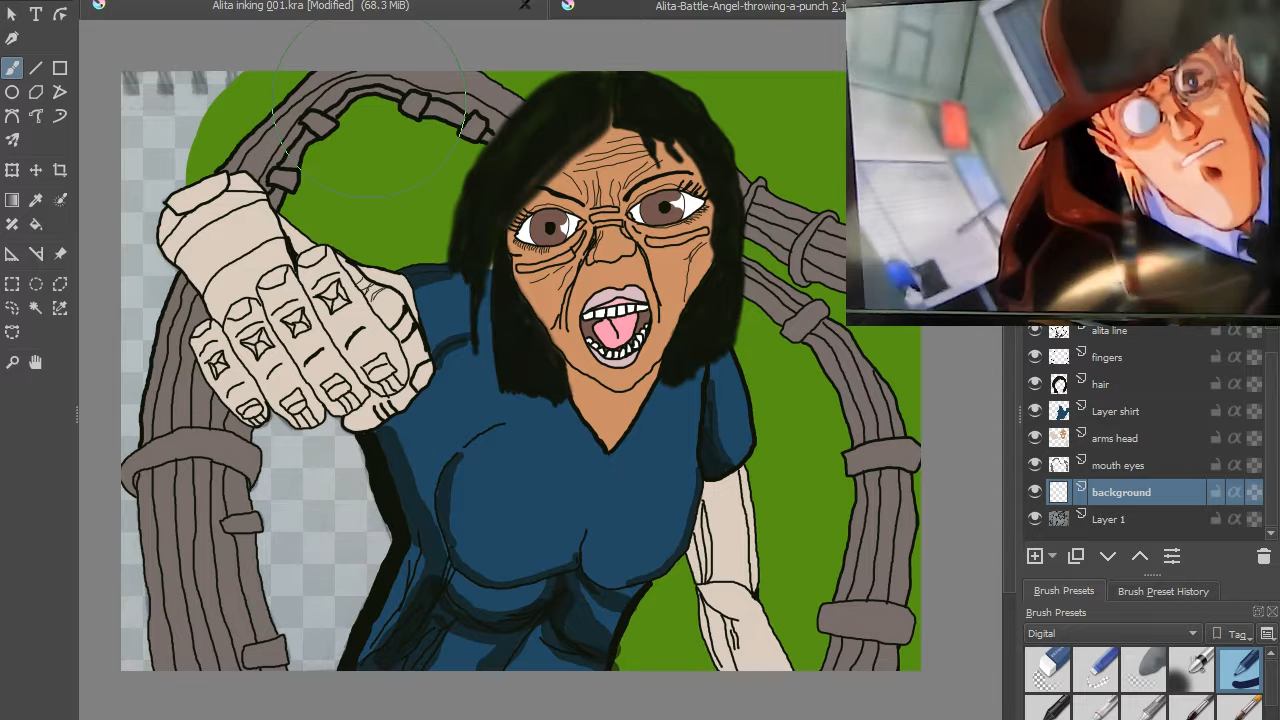 Alita inking 001.kra [Modified] (68.3 MiB)
Alita-Battle-Angel-throwing-a-punch 2.j
alita line
fingers
hair
Layer shirt
arms head
mouth eyes
background
Layer 1
Brush Presets
Brush Preset History
Brush Presets
Digital
Tag